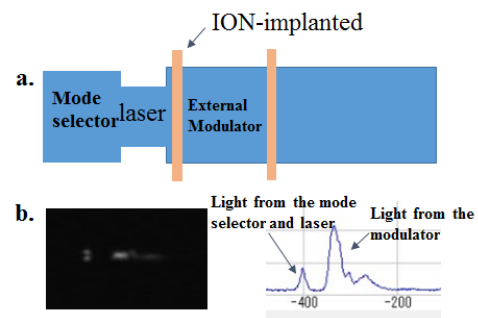 ION-implanted
a.
Mode
selector
laser
External
Modulator
b.
Light from the mode
selector and laser
Light from the
modulator
-400
-200